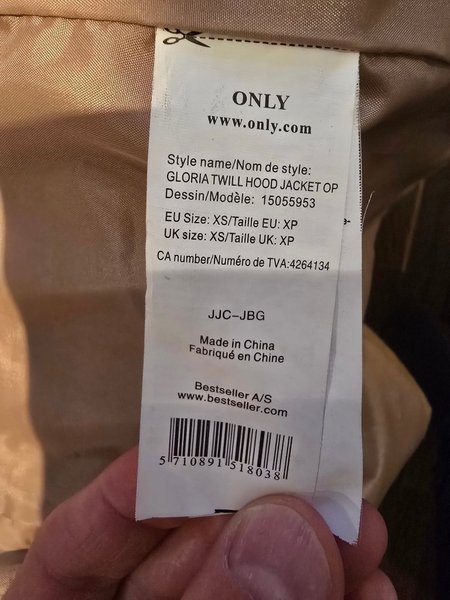 ONLY
www.only.com
Style name/Nom de style:
GLORIA TWILL HOOD JACKET OP
Dessin/Modèle: 15055953
EU Size: XS/Taille EU: XP
UK size: XS/Taille UK: XP
CA number/Numéro de TVA:4264134
JJC-JBG
Made in China
Fabriqué en Chine
Bestseller A/S
www.bestseller.com
5 710891 518038